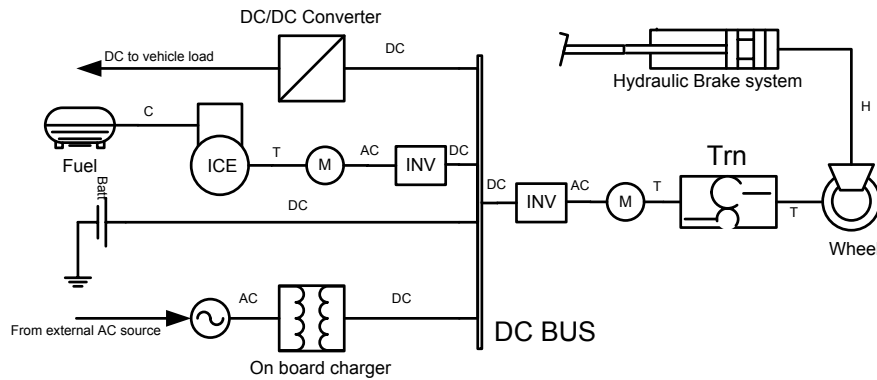 DC/DC Converter
DC to vehicle load
DC
Hydraulic Brake system
H
C
Fuel
ICE
T
M
AC
INV
DC
Batt
DC
DC
INV
AC
M
T
Trn
T
Wheel
From external AC source
AC
DC
On board charger
DC BUS